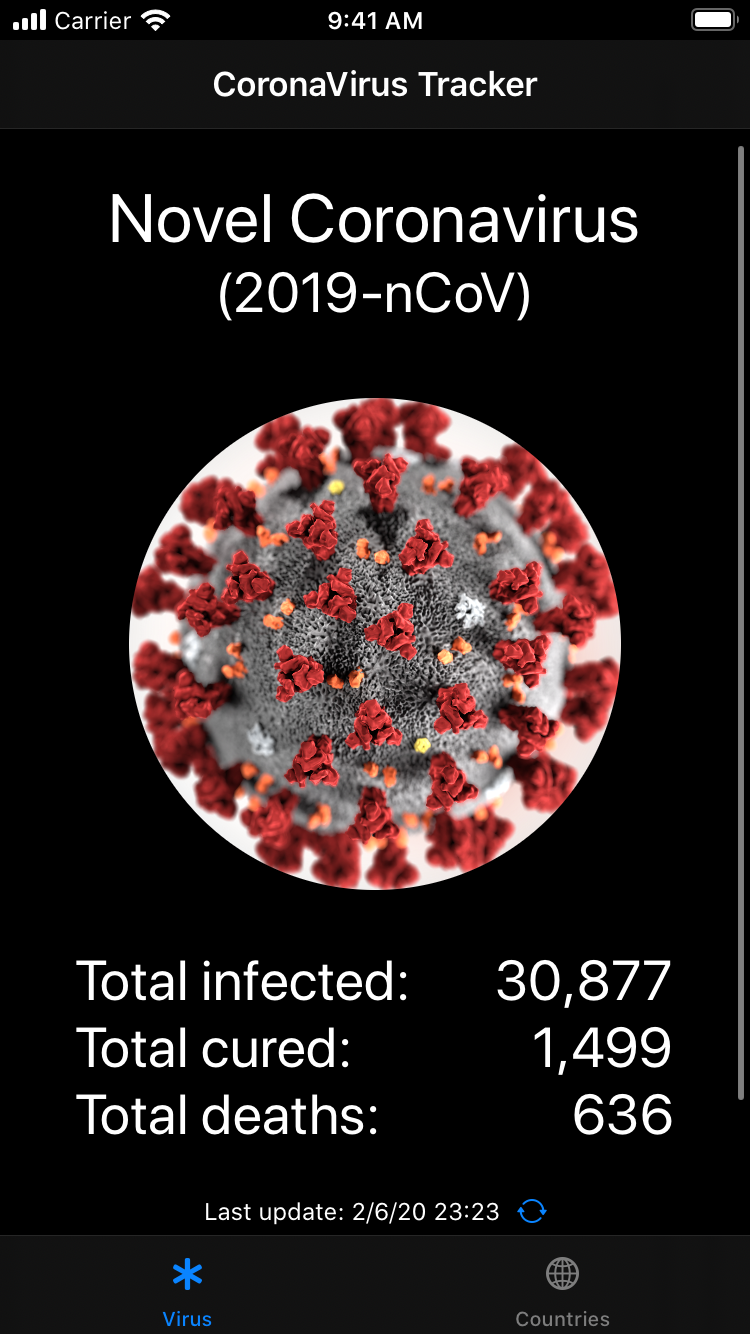 Carrier 9:41 AM
CoronaVirus Tracker
Novel Coronavirus
(2019-nCoV)
Total infected: 30,877
Total cured: 1,499
Total deaths: 636
Last update: 2/6/20 23:23
Virus Countries